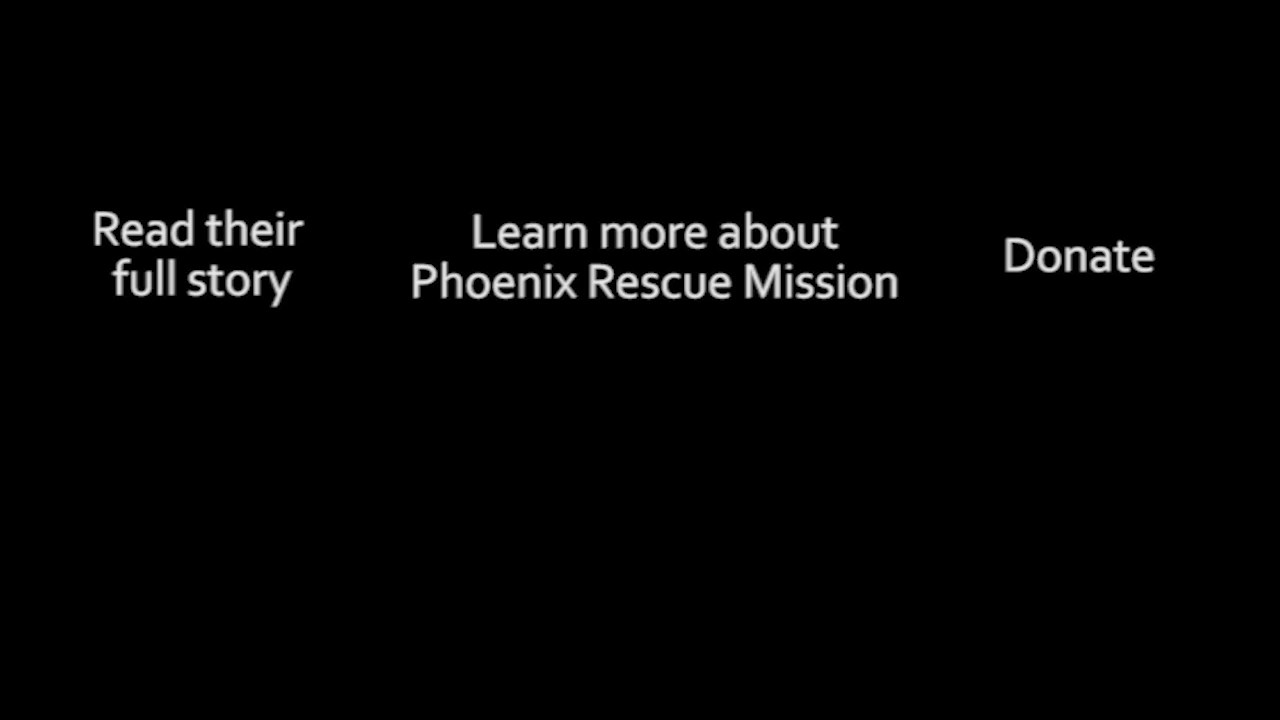 Read their
full story
Learn more about
Phoenix Rescue Mission
Donate